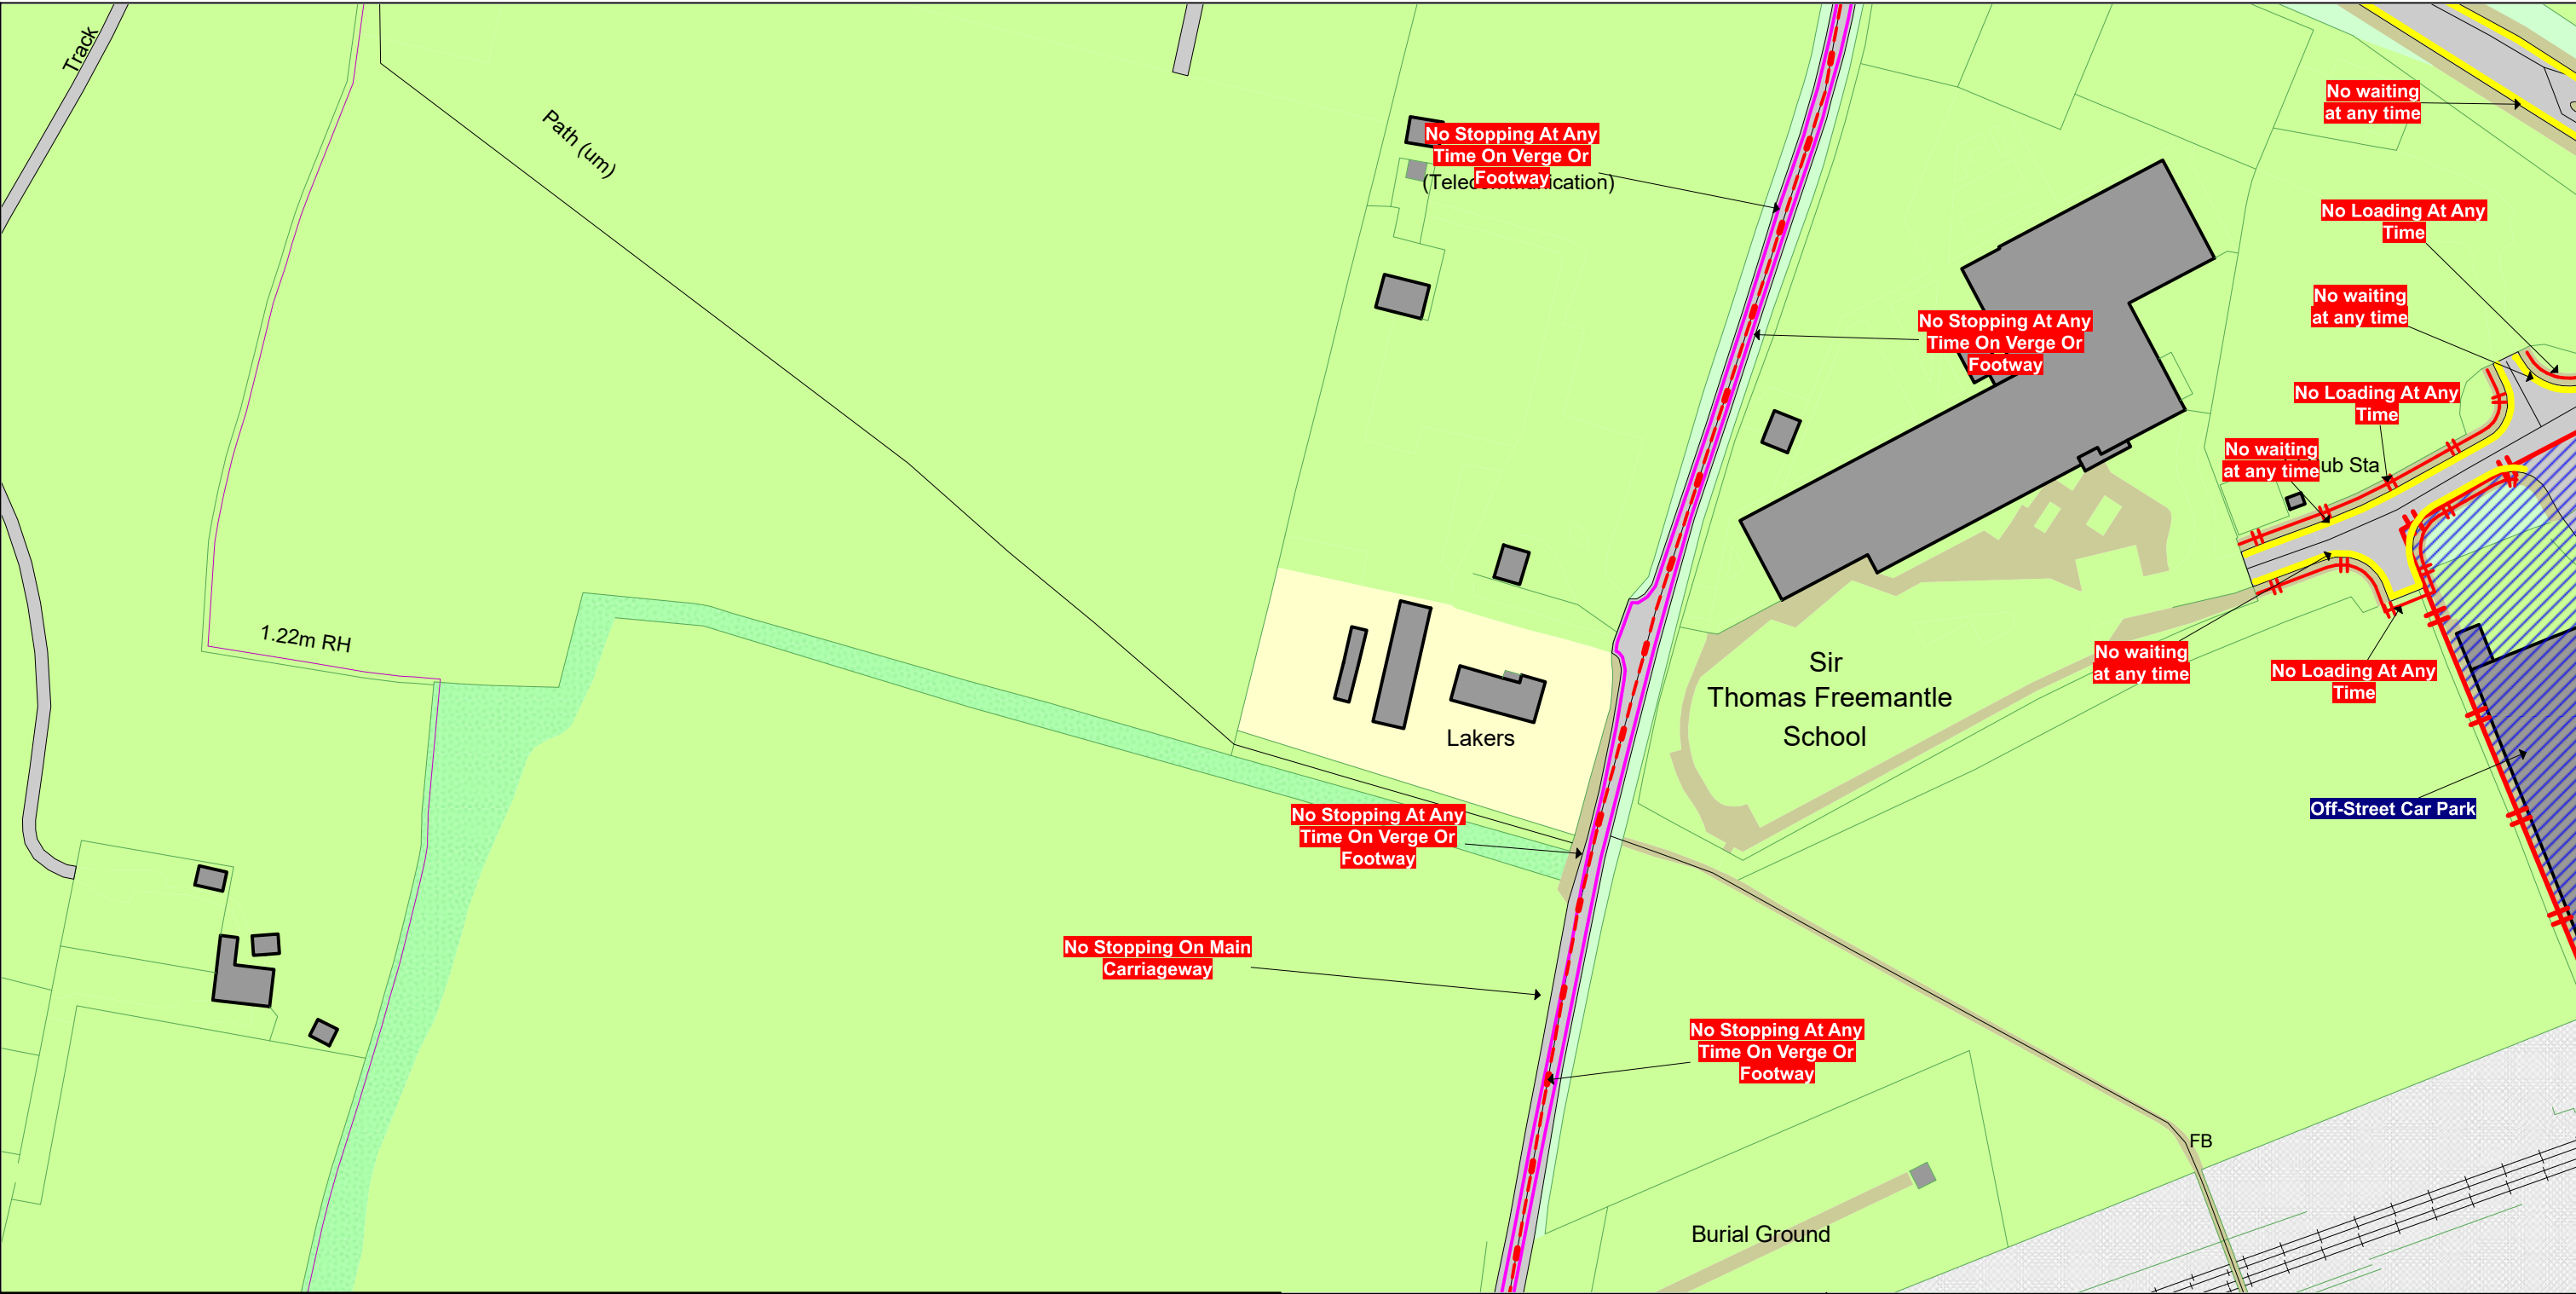 Track
Path (um)
No Stopping At Any
Time On Verge Or
Footway
No waiting
at any time
No Loading At Any
Time
No waiting
at any time
No Stopping At Any
Time On Verge Or
Footway
No Loading At Any
Time
No waiting
at any time
ub Sta
1.22m RH
Sir
Thomas Freemantle
School
Lakers
No waiting
at any time
No Loading At Any
Time
Off-Street Car Park
No Stopping At Any
Time On Verge Or
Footway
No Stopping On Main
Carriageway
No Stopping At Any
Time On Verge Or
Footway
FB
Burial Ground